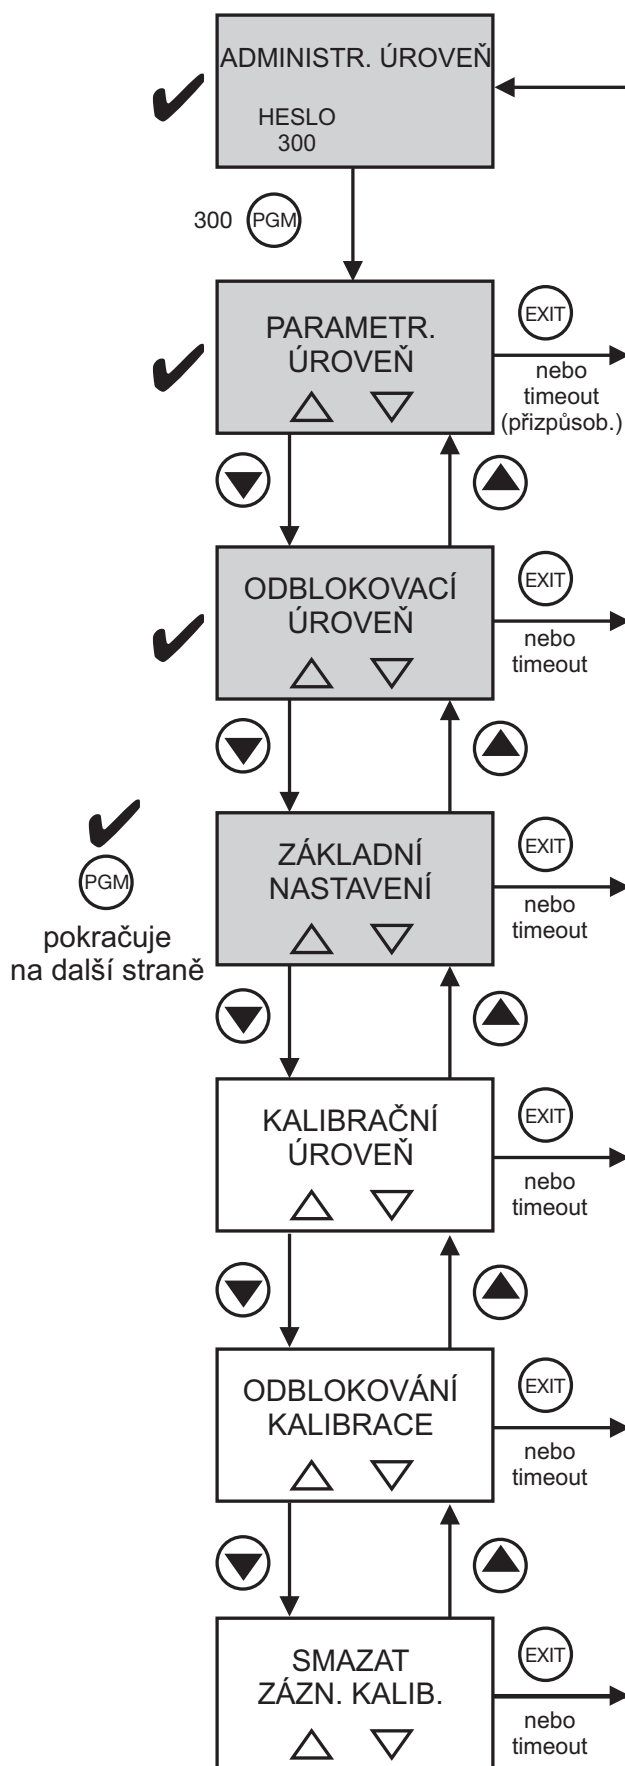 ADMINISTR. ÚROVEŇ
HESLO
300
300 PGM
PARAMETR.
ÚROVEŇ
EXIT
nebo
timeout
(přizpůsob.)
ODBLOKOVACÍ
ÚROVEŇ
EXIT
nebo
timeout
PGM
pokračuje
na další straně
ZÁKLADNÍ
NASTAVENÍ
EXIT
nebo
timeout
KALIBRAČNÍ
ÚROVEŇ
EXIT
nebo
timeout
ODBLOKOVÁNÍ
KALIBRACE
EXIT
nebo
timeout
SMAZAT
ZÁZN. KALIB.
EXIT
nebo
timeout